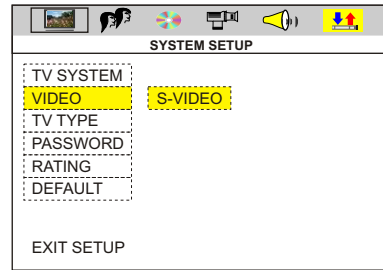 SYSTEM SETUP
TV SYSTEM
VIDEO S-VIDEO
TV TYPE
PASSWORD
RATING
DEFAULT
EXIT SETUP